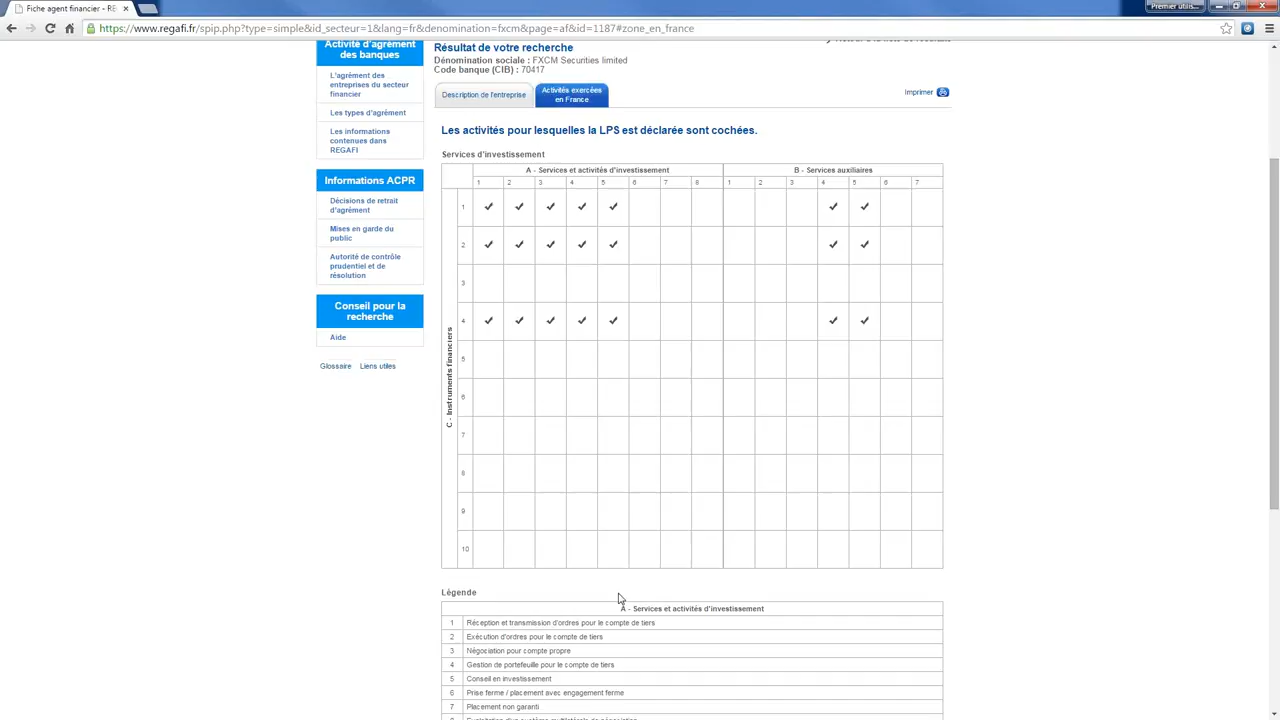 Fiche agent financier - RE
Premier utilis...
https://www.regafi.fr/spip.php?type=simple&id_secteur=1&lang=fr&denomination=fxcm&page=af&id=1187#zone_en_france
Activité d'agrément
des banques
L'agrément des
entreprises du secteur
financier
Les types d'agrément
Les informations
contenues dans
REGAFI
Informations ACPR
Décisions de retrait
d'agrément
Mises en garde du
public
Autorité de contrôle
prudentiel et de
résolution
Conseil pour la
recherche
Aide
Glossaire Liens utiles
Résultat de votre recherche
Dénomination sociale : FXCM Securities limited
Code banque (CIB) : 70417
Description de l'entreprise
Activités exercées
en France
Imprimer
Les activités pour lesquelles la LPS est déclarée sont cochées.
Services d'investissement
A - Services et activités d'investissement B - Services auxiliaires
1 2 3 4 5 6 7 8 1 2 3 4 5 6 7
C - Instruments financiers
1 ✓ ✓ ✓ ✓ ✓ ✓ ✓
2 ✓ ✓ ✓ ✓ ✓ ✓ ✓
3
4 ✓ ✓ ✓ ✓ ✓ ✓ ✓
5
6
7
8
9
10
Légende
A - Services et activités d'investissement
1 Réception et transmission d'ordres pour le compte de tiers
2 Exécution d'ordres pour le compte de tiers
3 Négociation pour compte propre
4 Gestion de portefeuille pour le compte de tiers
5 Conseil en investissement
6 Prise ferme / placement avec engagement ferme
7 Placement non garanti